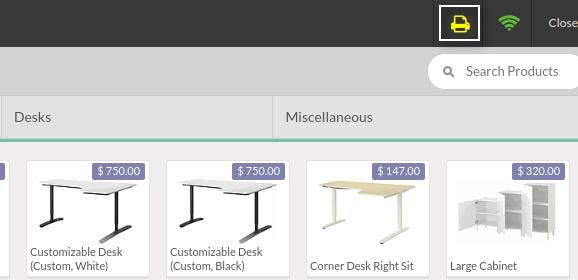 Close
Search Products
Desks
Miscellaneous
$ 750.00
$ 750.00
$ 147.00
$ 320.00
Customizable Desk
(Custom, White)
Customizable Desk
(Custom, Black)
Corner Desk Right Sit
Large Cabinet